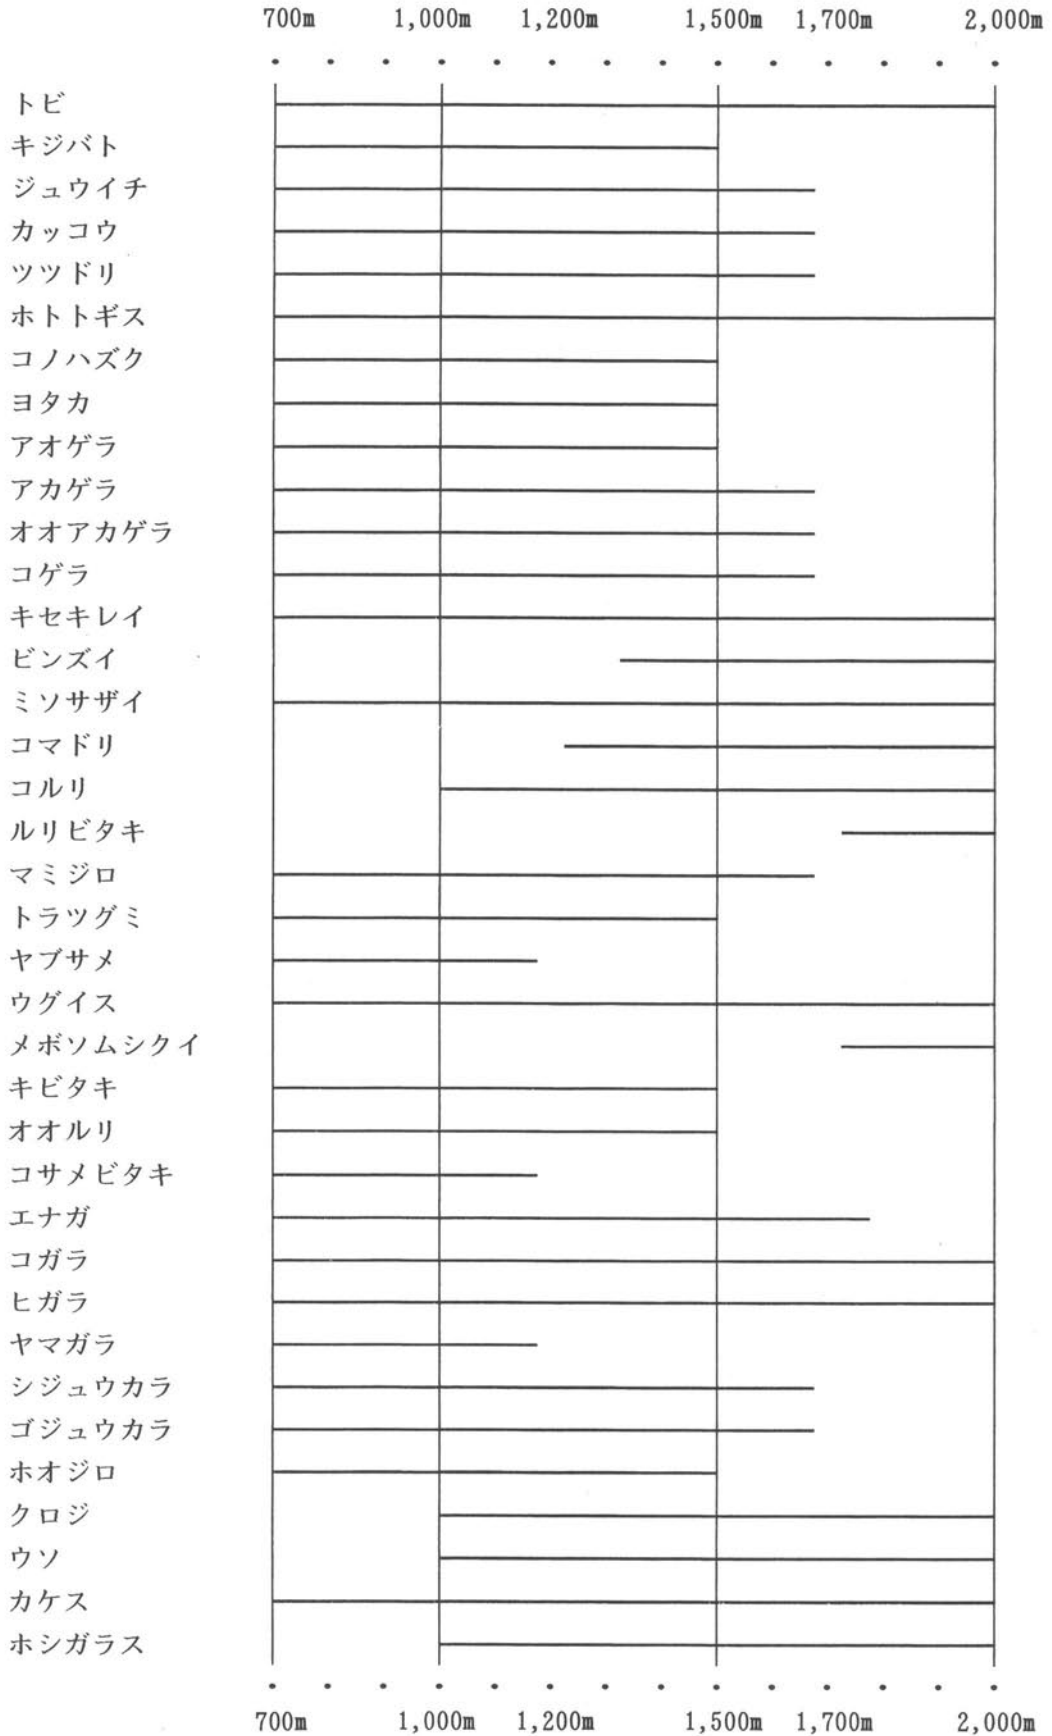 700m 1,000m 1,200m 1,500m 1,700m 2,000m
トビ
キジバト
ジュウイチ
カッコウ
ツツドリ
ホトトギス
コノハズク
ヨタカ
アオゲラ
アカゲラ
オオアカゲラ
コゲラ
キセキレイ
ビンズイ
ミソサザイ
コマドリ
コルリ
ルリビタキ
マミジロ
トラツグミ
ヤブサメ
ウグイス
メボソムシクイ
キビタキ
オオルリ
コサメビタキ
エナガ
コガラ
ヒガラ
ヤマガラ
シジュウカラ
ゴジュウカラ
ホオジロ
クロジ
ウソ
カケス
ホシガラス
700m 1,000m 1,200m 1,500m 1,700m 2,000m